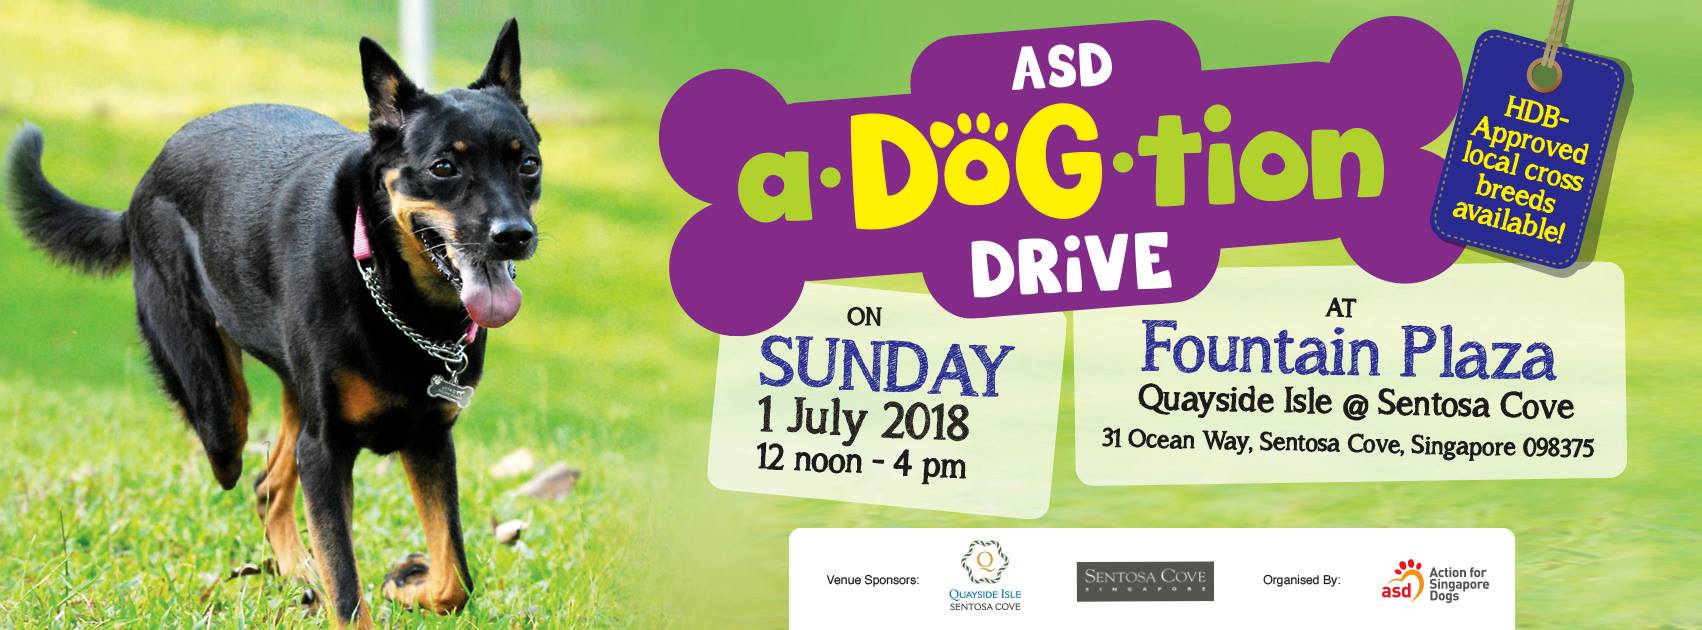 ASD
a·DOG·tion
DRiVE
HDB-
Approved
local cross
breeds
available!
ON
SUNDAY
1 July 2018
12 noon - 4 pm
AT
Fountain Plaza
Quayside Isle @ Sentosa Cove
31 Ocean Way, Sentosa Cove, Singapore 098375
Venue Sponsors:
Q
QUAYSIDE ISLE
SENTOSA COVE
SENTOSA COVE
SINGAPORE
Organised By:
asd
Action for
Singapore
Dogs